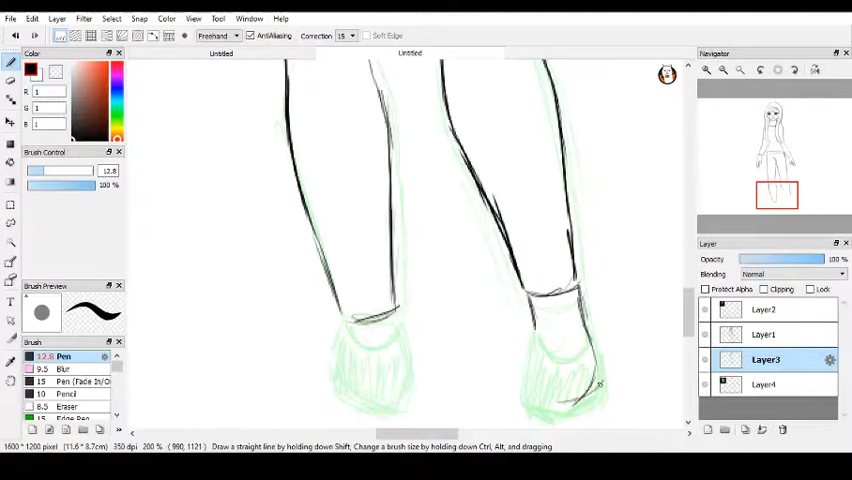 File Edit Layer Filter Select Snap Color View Tool Window Help
Freehand AntiAliasing Correction 15 Soft Edge
Color
Untitled Untitled
Navigator
R 1
G 1
B 1
Brush Control
12.8
100 %
Brush Preview
Brush
12.8 Pen
9.5 Blur
15 Pen (Fade In/O
10 Pencil
8.5 Eraser
15 Edge Pen
Layer
Opacity 100 %
Blending Normal
Protect Alpha Clipping Lock
Layer2
Layer1
Layer3
Layer4
1600 * 1200 pixel (11.6 * 8.7cm) 350 dpi 200 % ( 990, 1121 ) Draw a straight line by holding down Shift, Change a brush size by holding down Ctrl, Alt, and dragging